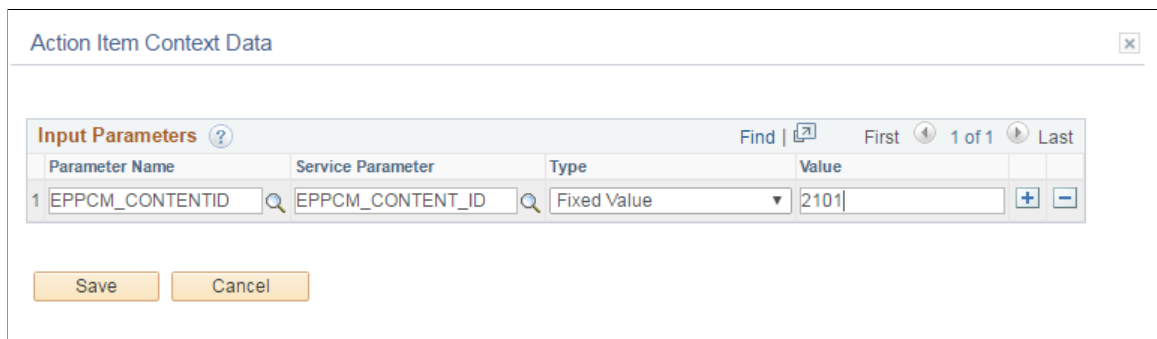 Action Item Context Data
Input Parameters ? Find | First 1 of 1 Last
Parameter Name Service Parameter Type Value
1 EPPCM_CONTENTID EPPCM_CONTENT_ID Fixed Value 2101 + −
Save Cancel